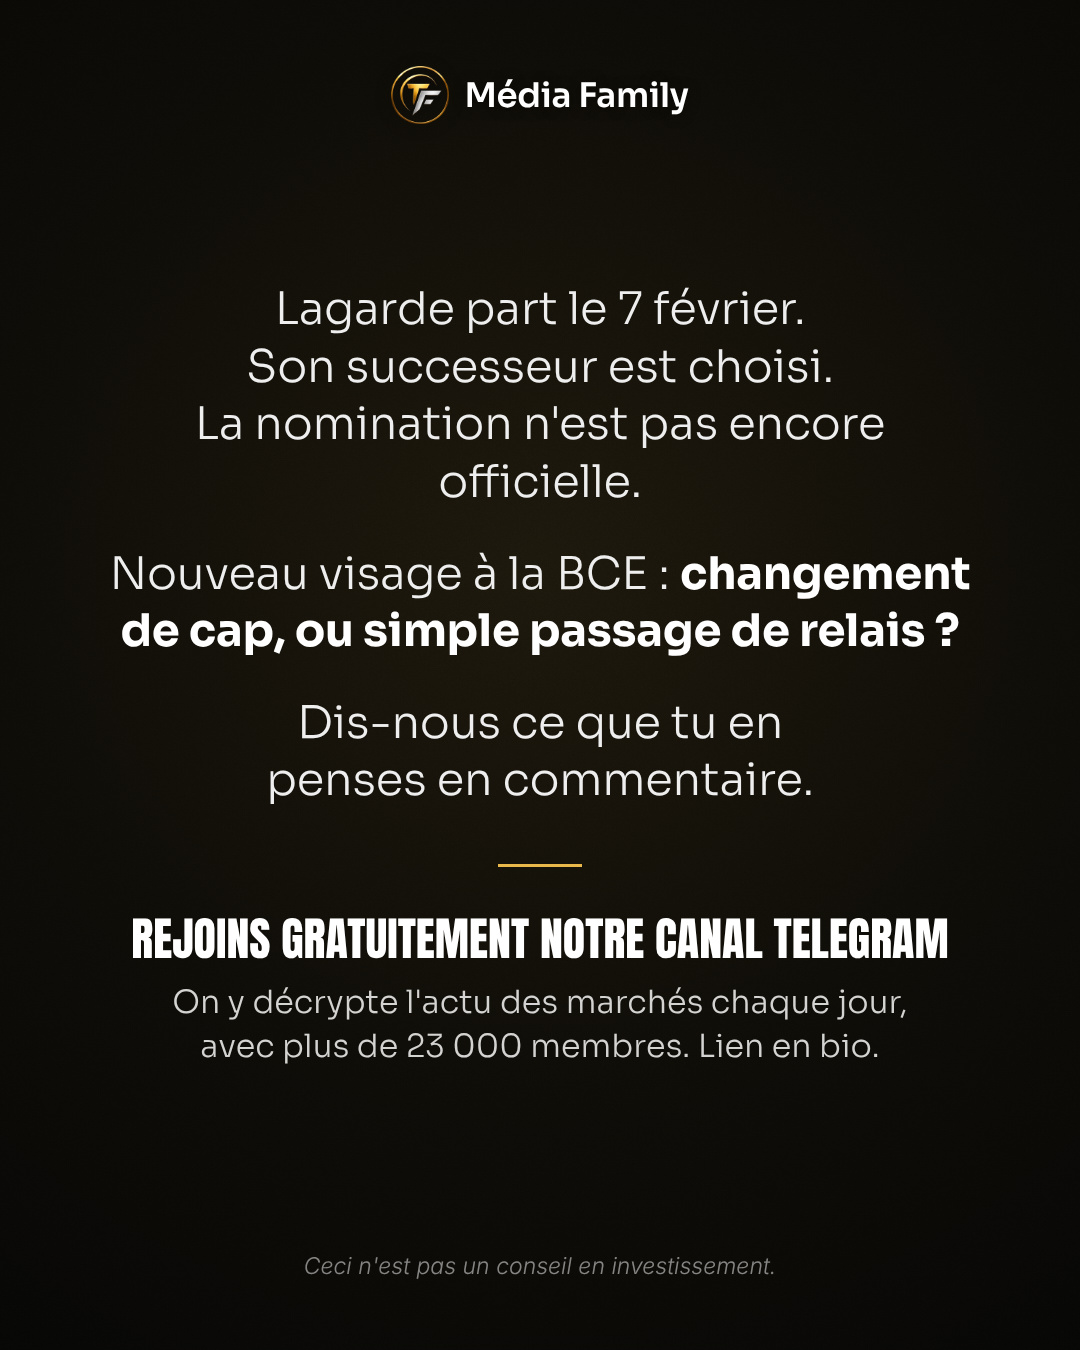 TF Média Family
Lagarde part le 7 février.
Son successeur est choisi.
La nomination n'est pas encore
officielle.
Nouveau visage à la BCE : changement
de cap, ou simple passage de relais ?
Dis-nous ce que tu en
penses en commentaire.
REJOINS GRATUITEMENT NOTRE CANAL TELEGRAM
On y décrypte l'actu des marchés chaque jour,
avec plus de 23 000 membres. Lien en bio.
Ceci n'est pas un conseil en investissement.